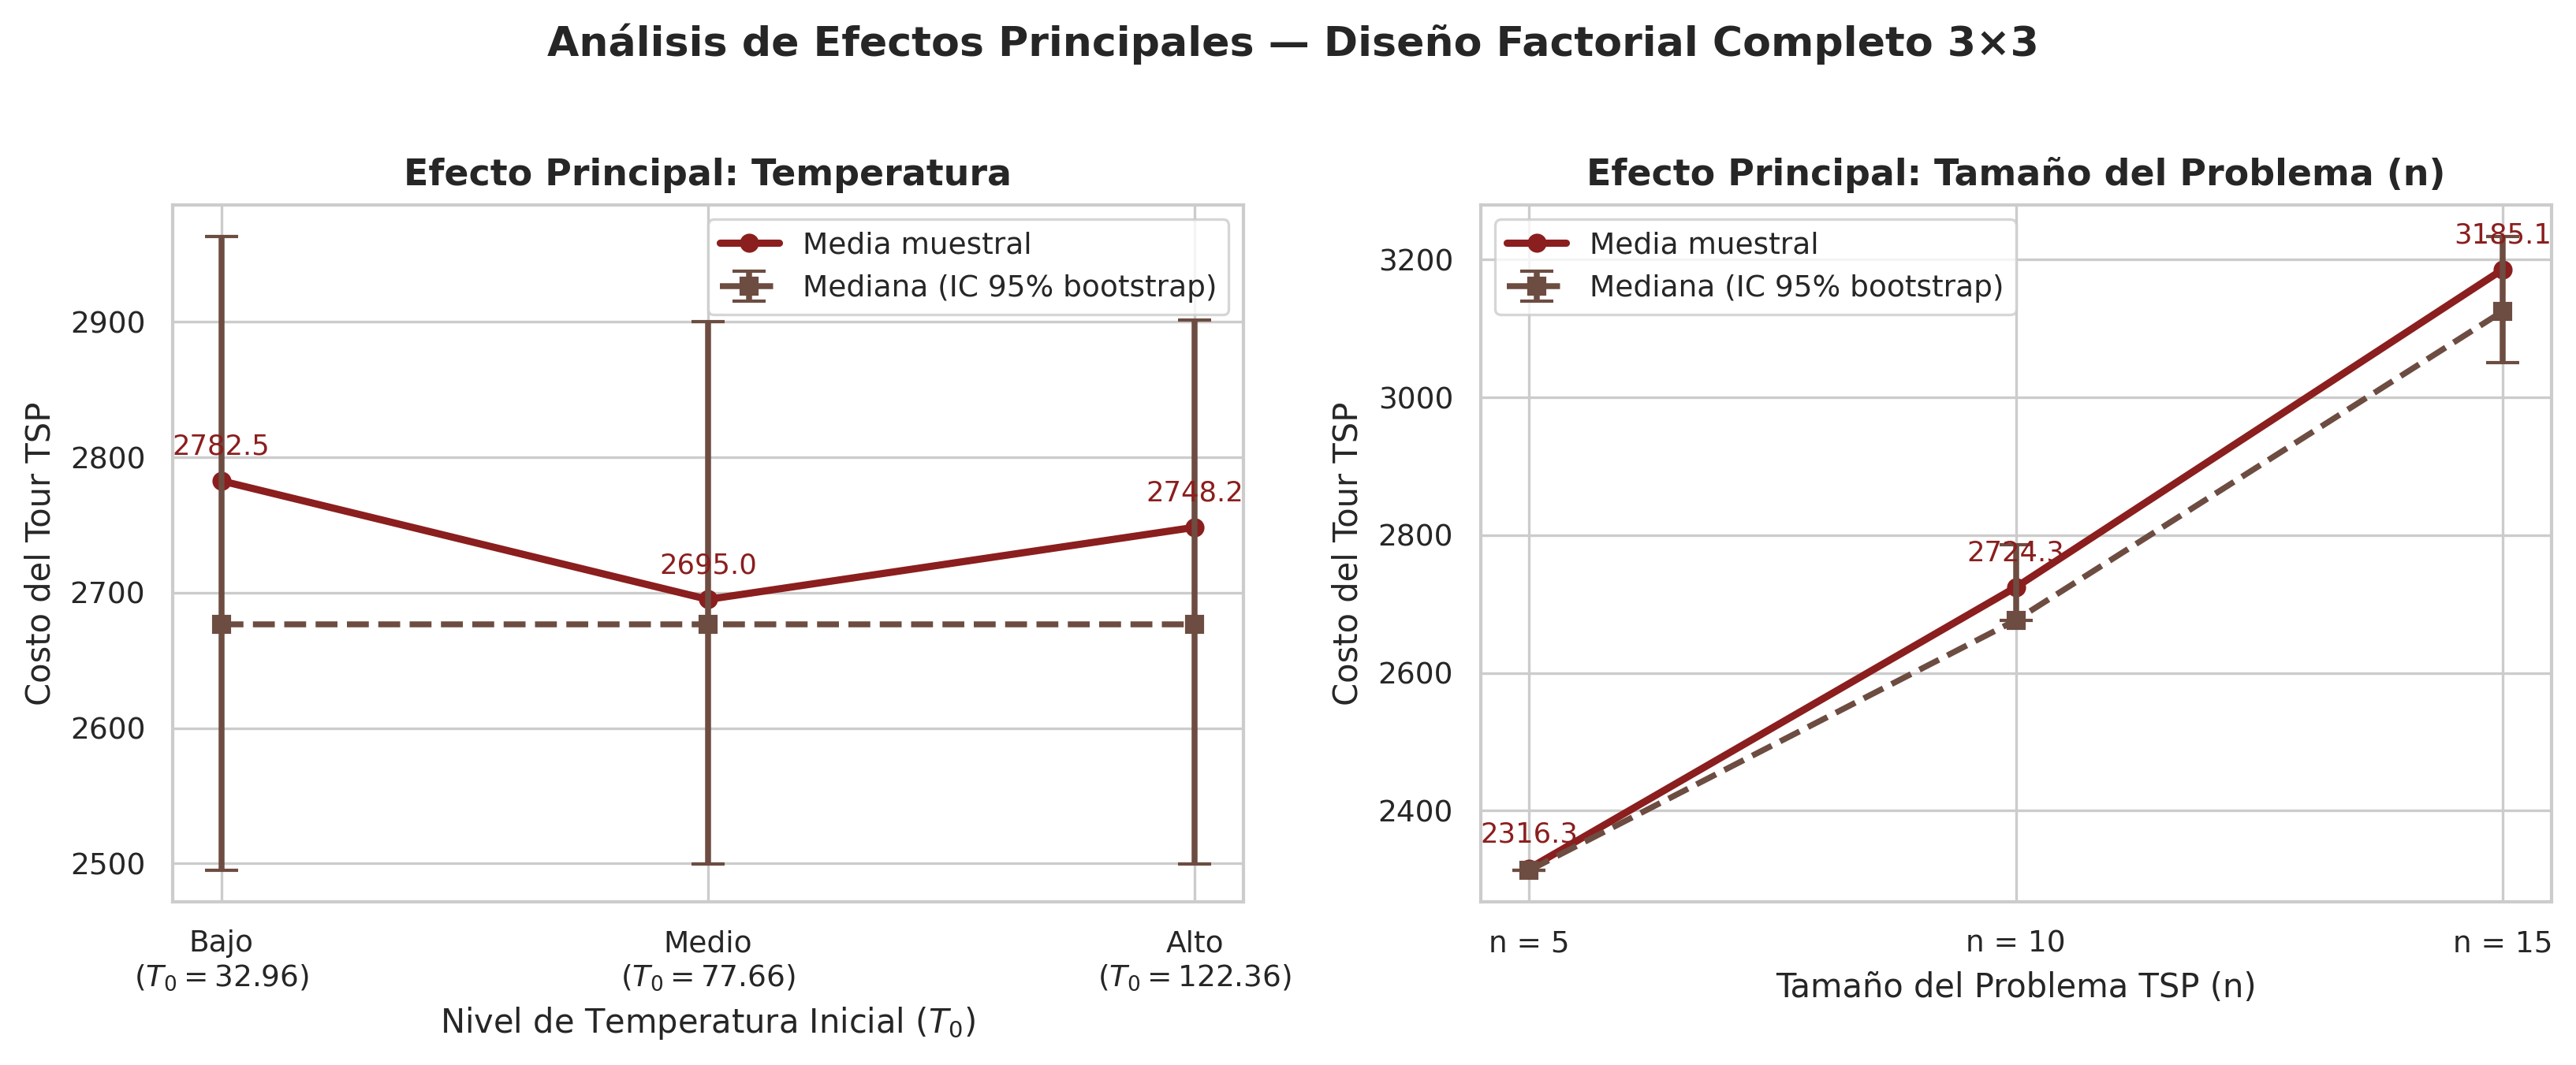 Análisis de Efectos Principales — Diseño Factorial Completo 3×3
Efecto Principal: Temperatura
Media muestral
Mediana (IC 95% bootstrap)
Costo del Tour TSP
2900
2800
2700
2600
2500
2782.5
2695.0
2748.2
Bajo
(T₀ = 32.96)
Medio
(T₀ = 77.66)
Alto
(T₀ = 122.36)
Nivel de Temperatura Inicial (T₀)
Efecto Principal: Tamaño del Problema (n)
Media muestral
Mediana (IC 95% bootstrap)
Costo del Tour TSP
3200
3000
2800
2600
2400
2316.3
2724.3
3185.1
n = 5
n = 10
n = 15
Tamaño del Problema TSP (n)